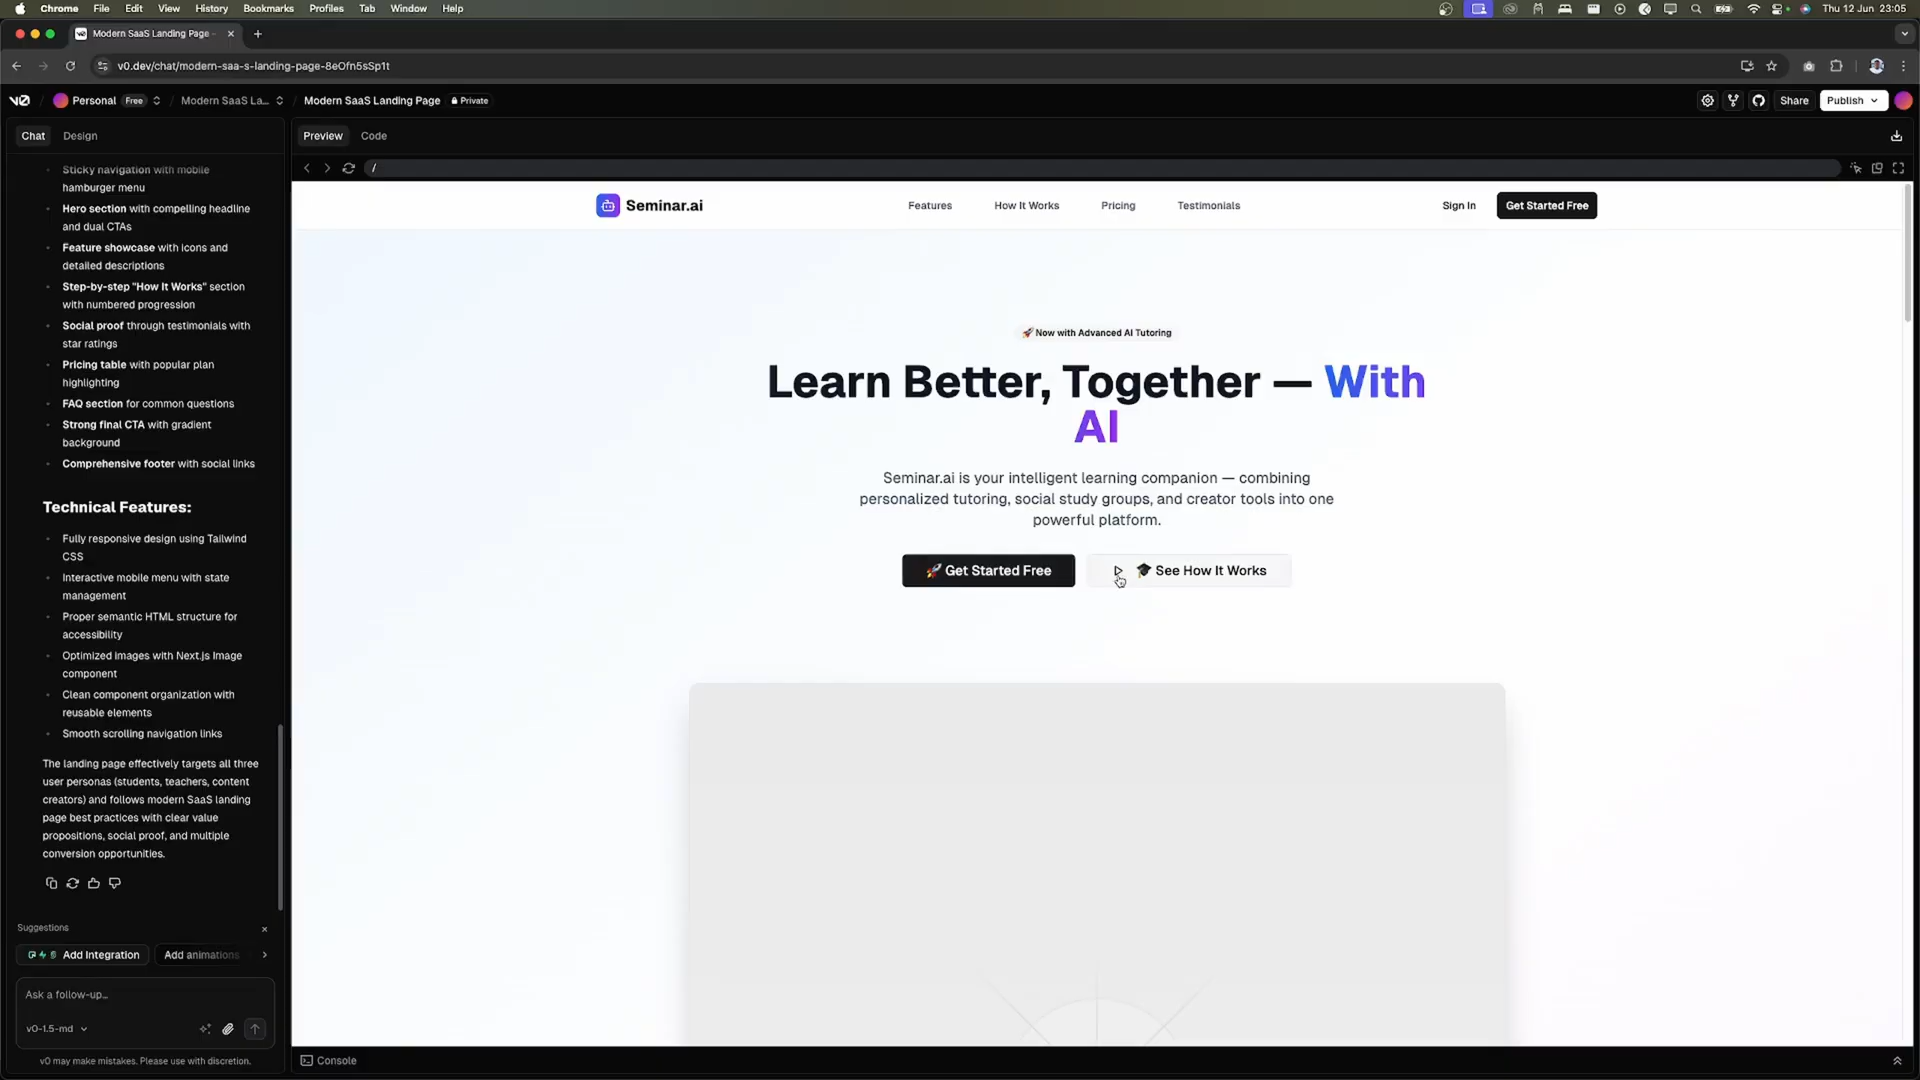 Chrome File Edit View History Bookmarks Profiles Tab Window Help Thu 12 Jun 23:05
Modern SaaS Landing Page -
v0.dev/chat/modern-saa-s-landing-page-8eOfn5sSp1t
v0 / Personal Free / Modern SaaS La... / Modern SaaS Landing Page Private Share Publish
Chat Design
Sticky navigation with mobile
hamburger menu
Hero section with compelling headline
and dual CTAs
Feature showcase with icons and
detailed descriptions
Step-by-step "How It Works" section
with numbered progression
Social proof through testimonials with
star ratings
Pricing table with popular plan
highlighting
FAQ section for common questions
Strong final CTA with gradient
background
Comprehensive footer with social links
Technical Features:
Fully responsive design using Tailwind
CSS
Interactive mobile menu with state
management
Proper semantic HTML structure for
accessibility
Optimized images with Next.js Image
component
Clean component organization with
reusable elements
Smooth scrolling navigation links
The landing page effectively targets all three
user personas (students, teachers, content
creators) and follows modern SaaS landing
page best practices with clear value
propositions, social proof, and multiple
conversion opportunities.
Suggestions
Add Integration Add animations
Ask a follow-up...
v0-1.5-md
v0 may make mistakes. Please use with discretion.
Preview Code
/
Seminar.ai Features How It Works Pricing Testimonials Sign In Get Started Free
🚀 Now with Advanced AI Tutoring
Learn Better, Together — With
AI
Seminar.ai is your intelligent learning companion — combining
personalized tutoring, social study groups, and creator tools into one
powerful platform.
🚀 Get Started Free 🎓 See How It Works
Console